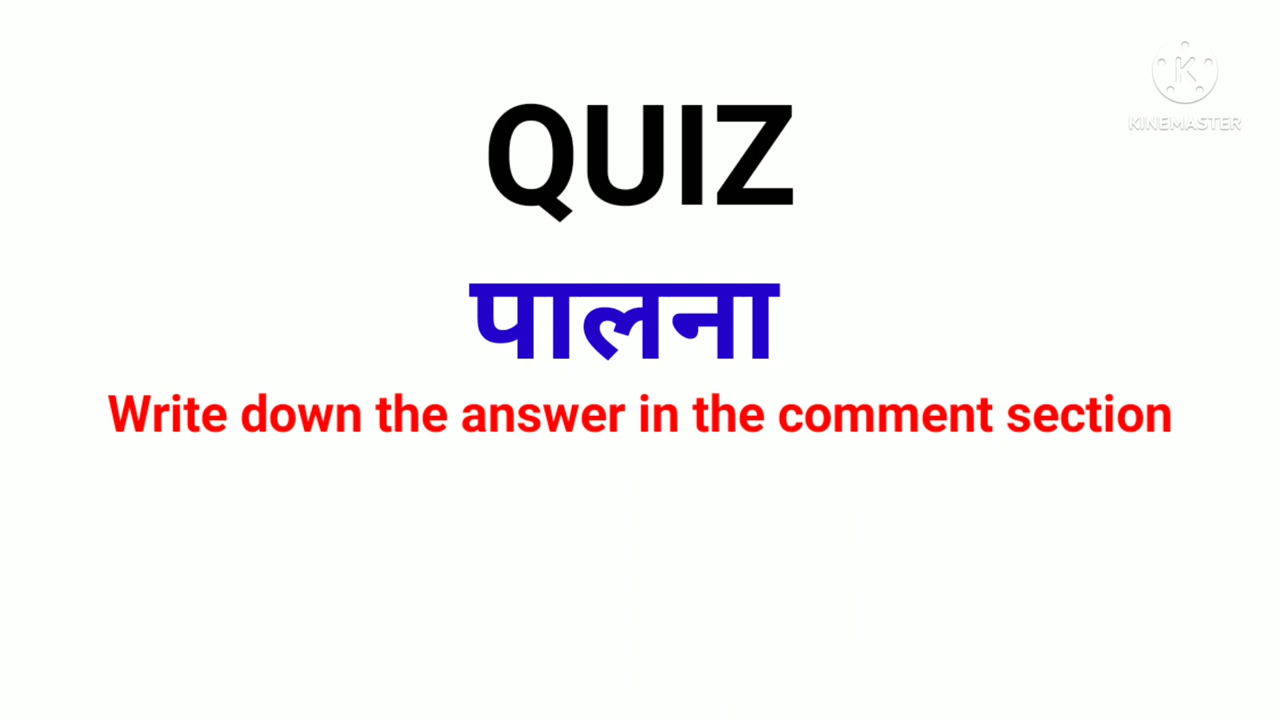 KINEMASTER
QUIZ
पालना
Write down the answer in the comment section